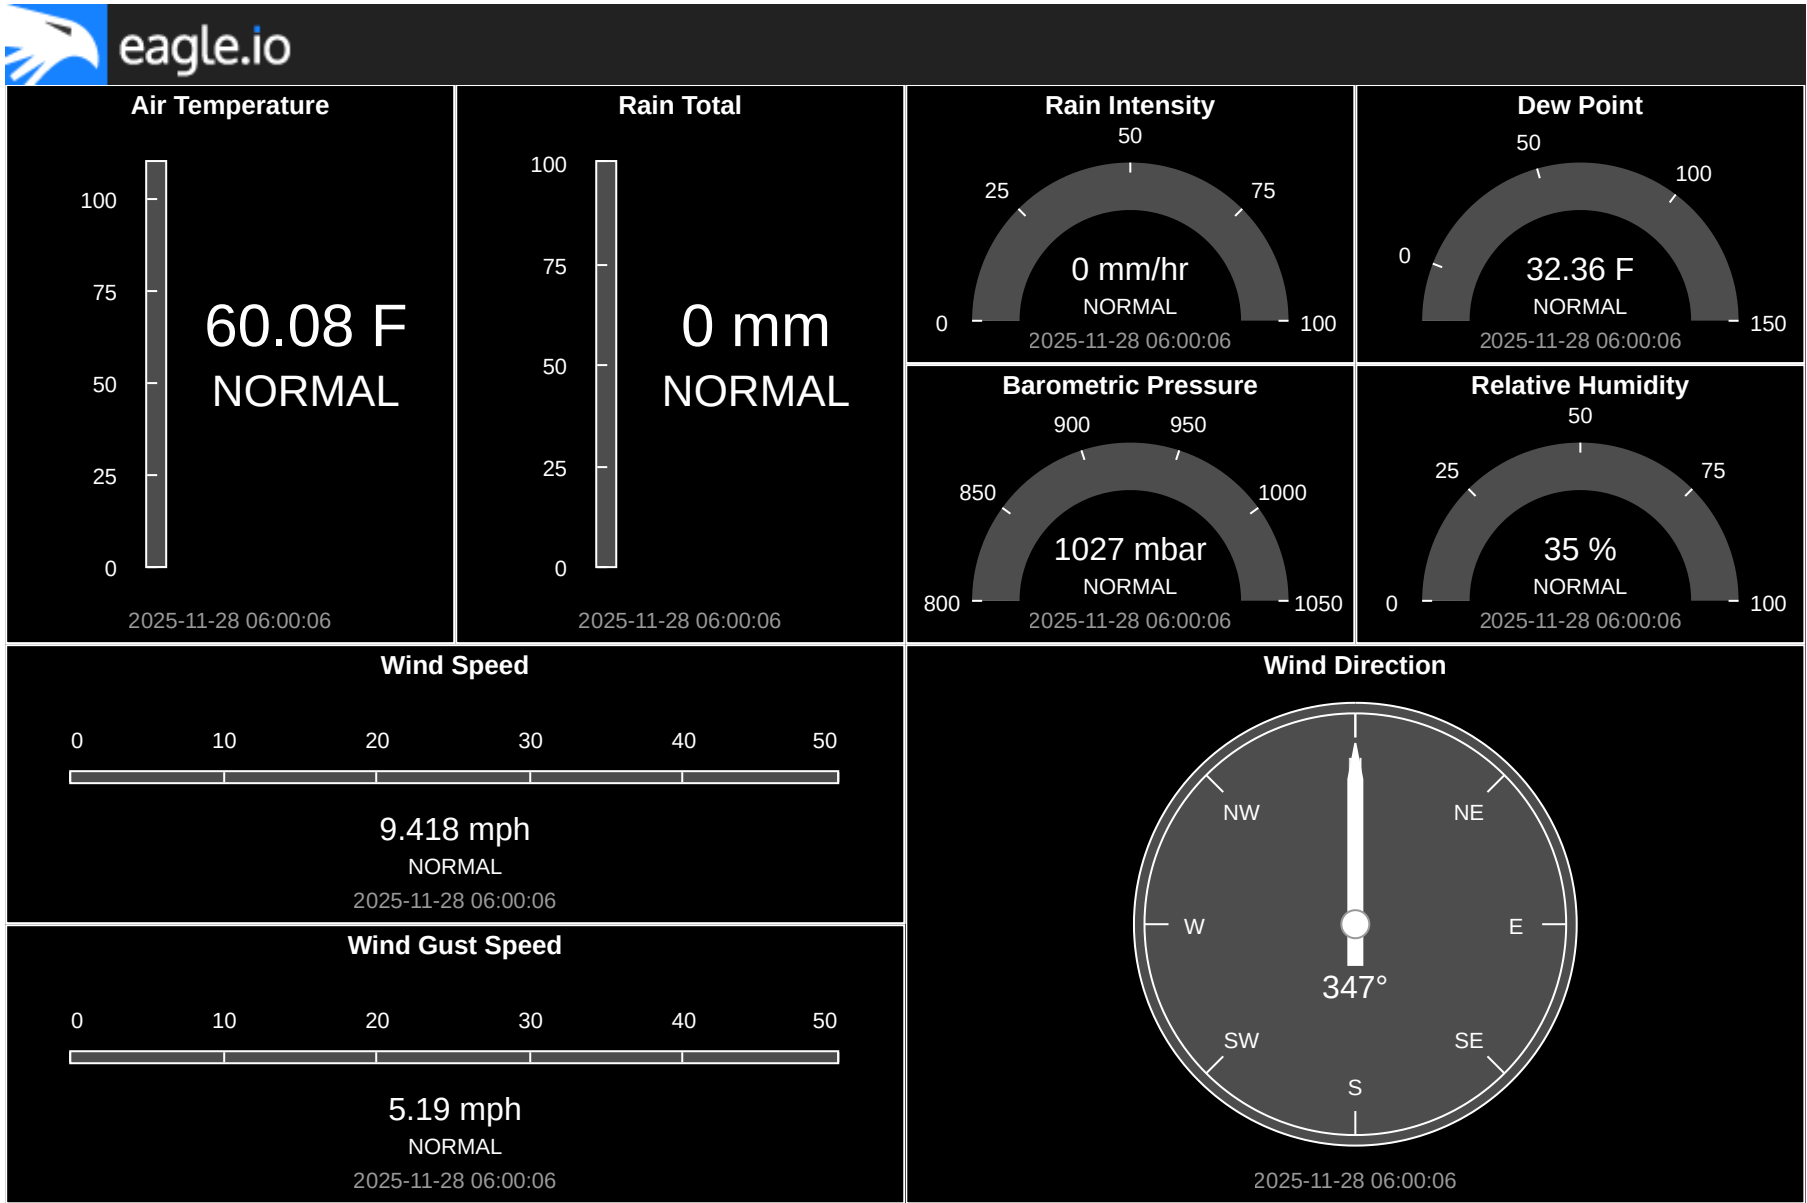 eagle.io
Air Temperature
100
75
50
25
0
60.08 F
NORMAL
2025-11-28 06:00:06
Rain Total
100
75
50
25
0
0 mm
NORMAL
2025-11-28 06:00:06
Rain Intensity
50
25
75
0
100
0 mm/hr
NORMAL
2025-11-28 06:00:06
Dew Point
50
100
0
150
32.36 F
NORMAL
2025-11-28 06:00:06
Barometric Pressure
900
950
850
1000
800
1050
1027 mbar
NORMAL
2025-11-28 06:00:06
Relative Humidity
50
25
75
0
100
35 %
NORMAL
2025-11-28 06:00:06
Wind Speed
0 10 20 30 40 50
9.418 mph
NORMAL
2025-11-28 06:00:06
Wind Gust Speed
0 10 20 30 40 50
5.19 mph
NORMAL
2025-11-28 06:00:06
Wind Direction
NW NE
W E
347°
SW SE
S
2025-11-28 06:00:06